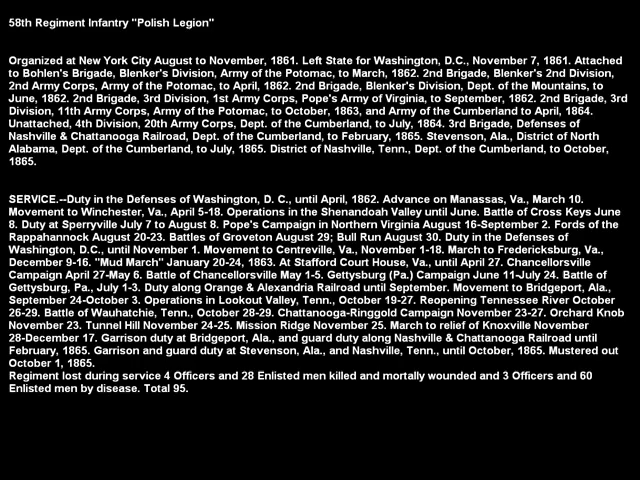 58th Regiment Infantry "Polish Legion"
Organized at New York City August to November, 1861. Left State for Washington, D.C., November 7, 1861. Attached
to Bohlen's Brigade, Blenker's Division, Army of the Potomac, to March, 1862. 2nd Brigade, Blenker's 2nd Division,
2nd Army Corps, Army of the Potomac, to April, 1862. 2nd Brigade, Blenker's Division, Dept. of the Mountains, to
June, 1862. 2nd Brigade, 3rd Division, 1st Army Corps, Pope's Army of Virginia, to September, 1862. 2nd Brigade, 3rd
Division, 11th Army Corps, Army of the Potomac, to October, 1863, and Army of the Cumberland to April, 1864.
Unattached, 4th Division, 20th Army Corps, Dept. of the Cumberland, to July, 1864. 3rd Brigade, Defenses of
Nashville & Chattanooga Railroad, Dept. of the Cumberland, to February, 1865. Stevenson, Ala., District of North
Alabama, Dept. of the Cumberland, to July, 1865. District of Nashville, Tenn., Dept. of the Cumberland, to October,
1865.
SERVICE.--Duty in the Defenses of Washington, D. C., until April, 1862. Advance on Manassas, Va., March 10.
Movement to Winchester, Va., April 5-18. Operations in the Shenandoah Valley until June. Battle of Cross Keys June
8. Duty at Sperryville July 7 to August 8. Pope's Campaign in Northern Virginia August 16-September 2. Fords of the
Rappahannock August 20-23. Battles of Groveton August 29; Bull Run August 30. Duty in the Defenses of
Washington, D.C., until November 1. Movement to Centreville, Va., November 1-18. March to Fredericksburg, Va.,
December 9-16. "Mud March" January 20-24, 1863. At Stafford Court House, Va., until April 27. Chancellorsville
Campaign April 27-May 6. Battle of Chancellorsville May 1-5. Gettysburg (Pa.) Campaign June 11-July 24. Battle of
Gettysburg, Pa., July 1-3. Duty along Orange & Alexandria Railroad until September. Movement to Bridgeport, Ala.,
September 24-October 3. Operations in Lookout Valley, Tenn., October 19-27. Reopening Tennessee River October
26-29. Battle of Wauhatchie, Tenn., October 28-29. Chattanooga-Ringgold Campaign November 23-27. Orchard Knob
November 23. Tunnel Hill November 24-25. Mission Ridge November 25. March to relief of Knoxville November
28-December 17. Garrison duty at Bridgeport, Ala., and guard duty along Nashville & Chattanooga Railroad until
February, 1865. Garrison and guard duty at Stevenson, Ala., and Nashville, Tenn., until October, 1865. Mustered out
October 1, 1865.
Regiment lost during service 4 Officers and 28 Enlisted men killed and mortally wounded and 3 Officers and 60
Enlisted men by disease. Total 95.